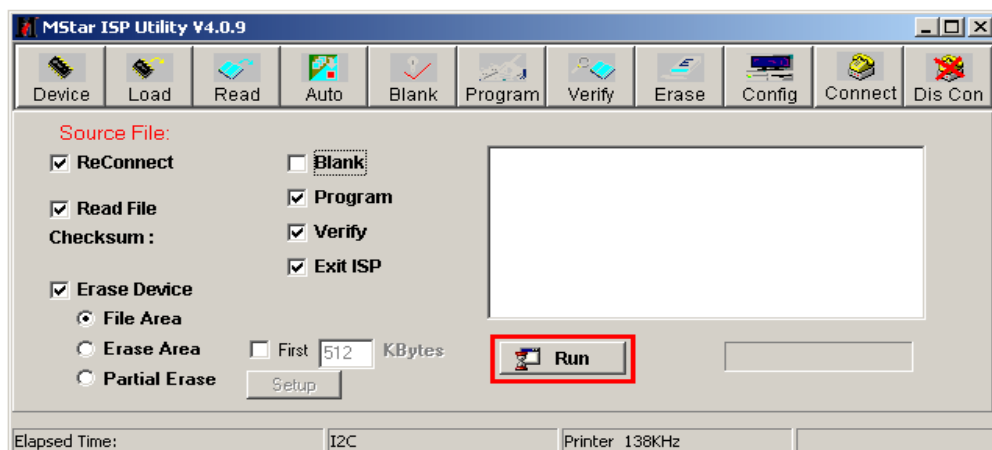 MStar ISP Utility V4.0.9
Device Load Read Auto Blank Program Verify Erase Config Connect Dis Con
Source File:
ReConnect
Blank
Read File
Program
Checksum :
Verify
Exit ISP
Erase Device
File Area
Erase Area
First 512 KBytes
Run
Partial Erase
Setup
Elapsed Time: I2C Printer 138KHz